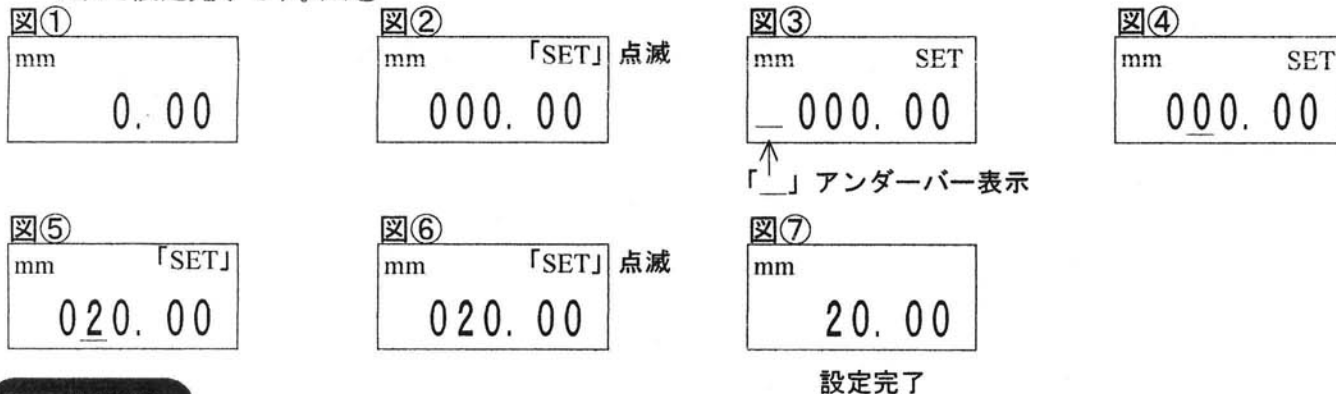 図①
mm
0.00
図②
mm 「SET」 点滅
000.00
図③
mm SET
_000.00
「__」アンダーバー表示
図④
mm SET
000.00
図⑤
mm 「SET」
020.00
図⑥
mm 「SET」 点滅
020.00
図⑦
mm
20.00
設定完了